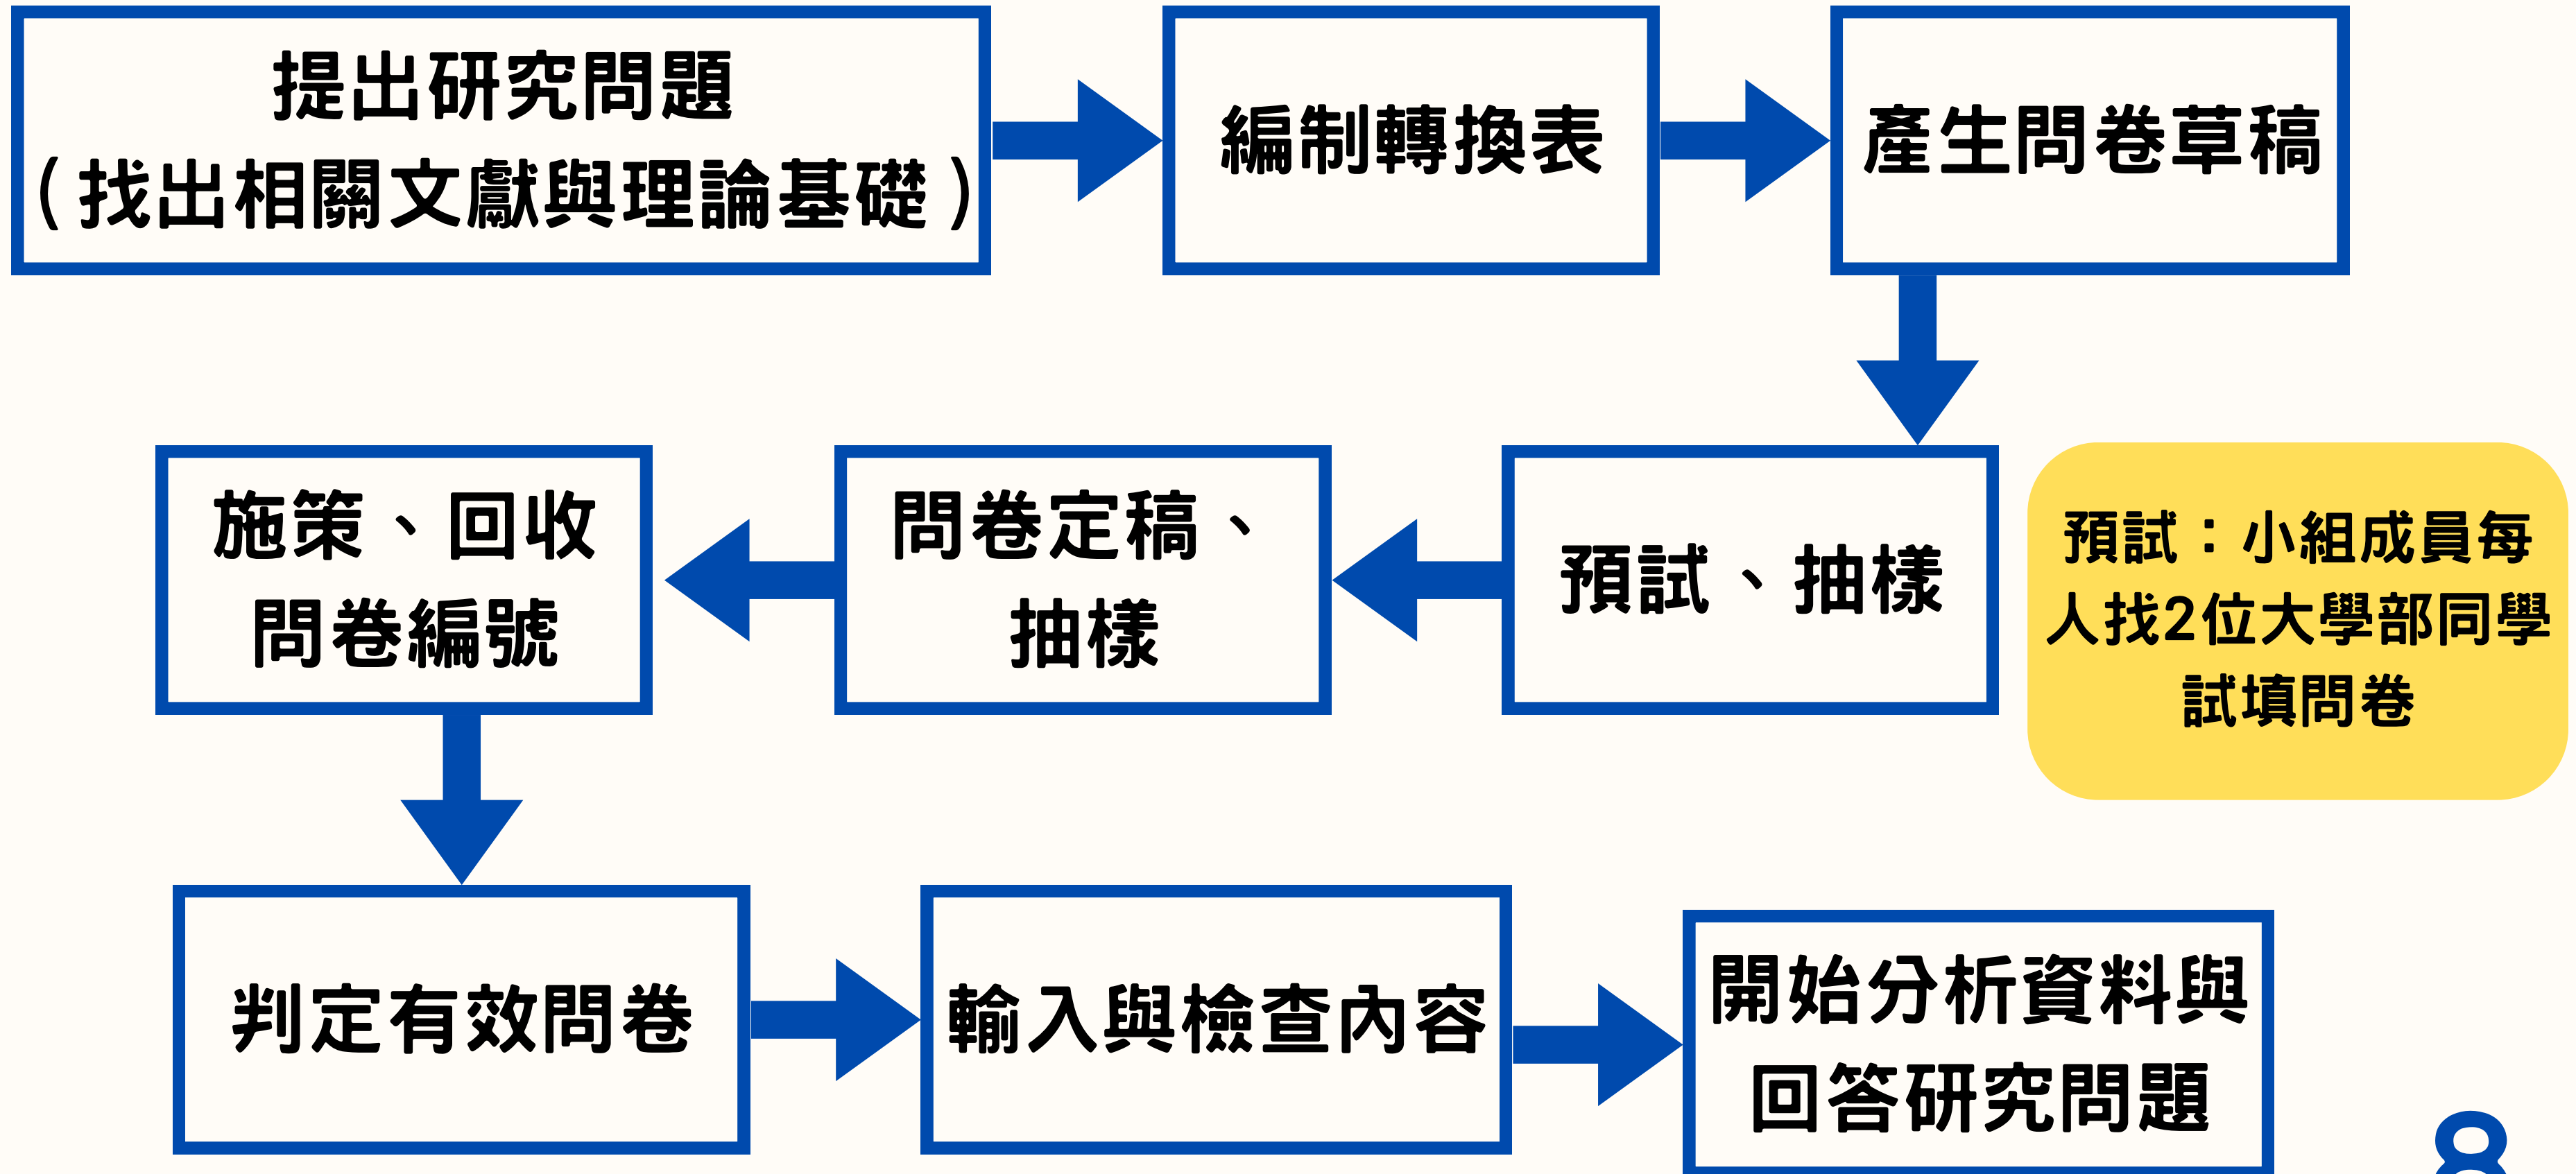 提出研究問題
(找出相關文獻與理論基礎)
編制轉換表
產生問卷草稿
預試：小組成員每
人找2位大學部同學
試填問卷
預試、抽樣
問卷定稿、
抽樣
施策、回收
問卷編號
判定有效問卷
輸入與檢查內容
開始分析資料與
回答研究問題
8